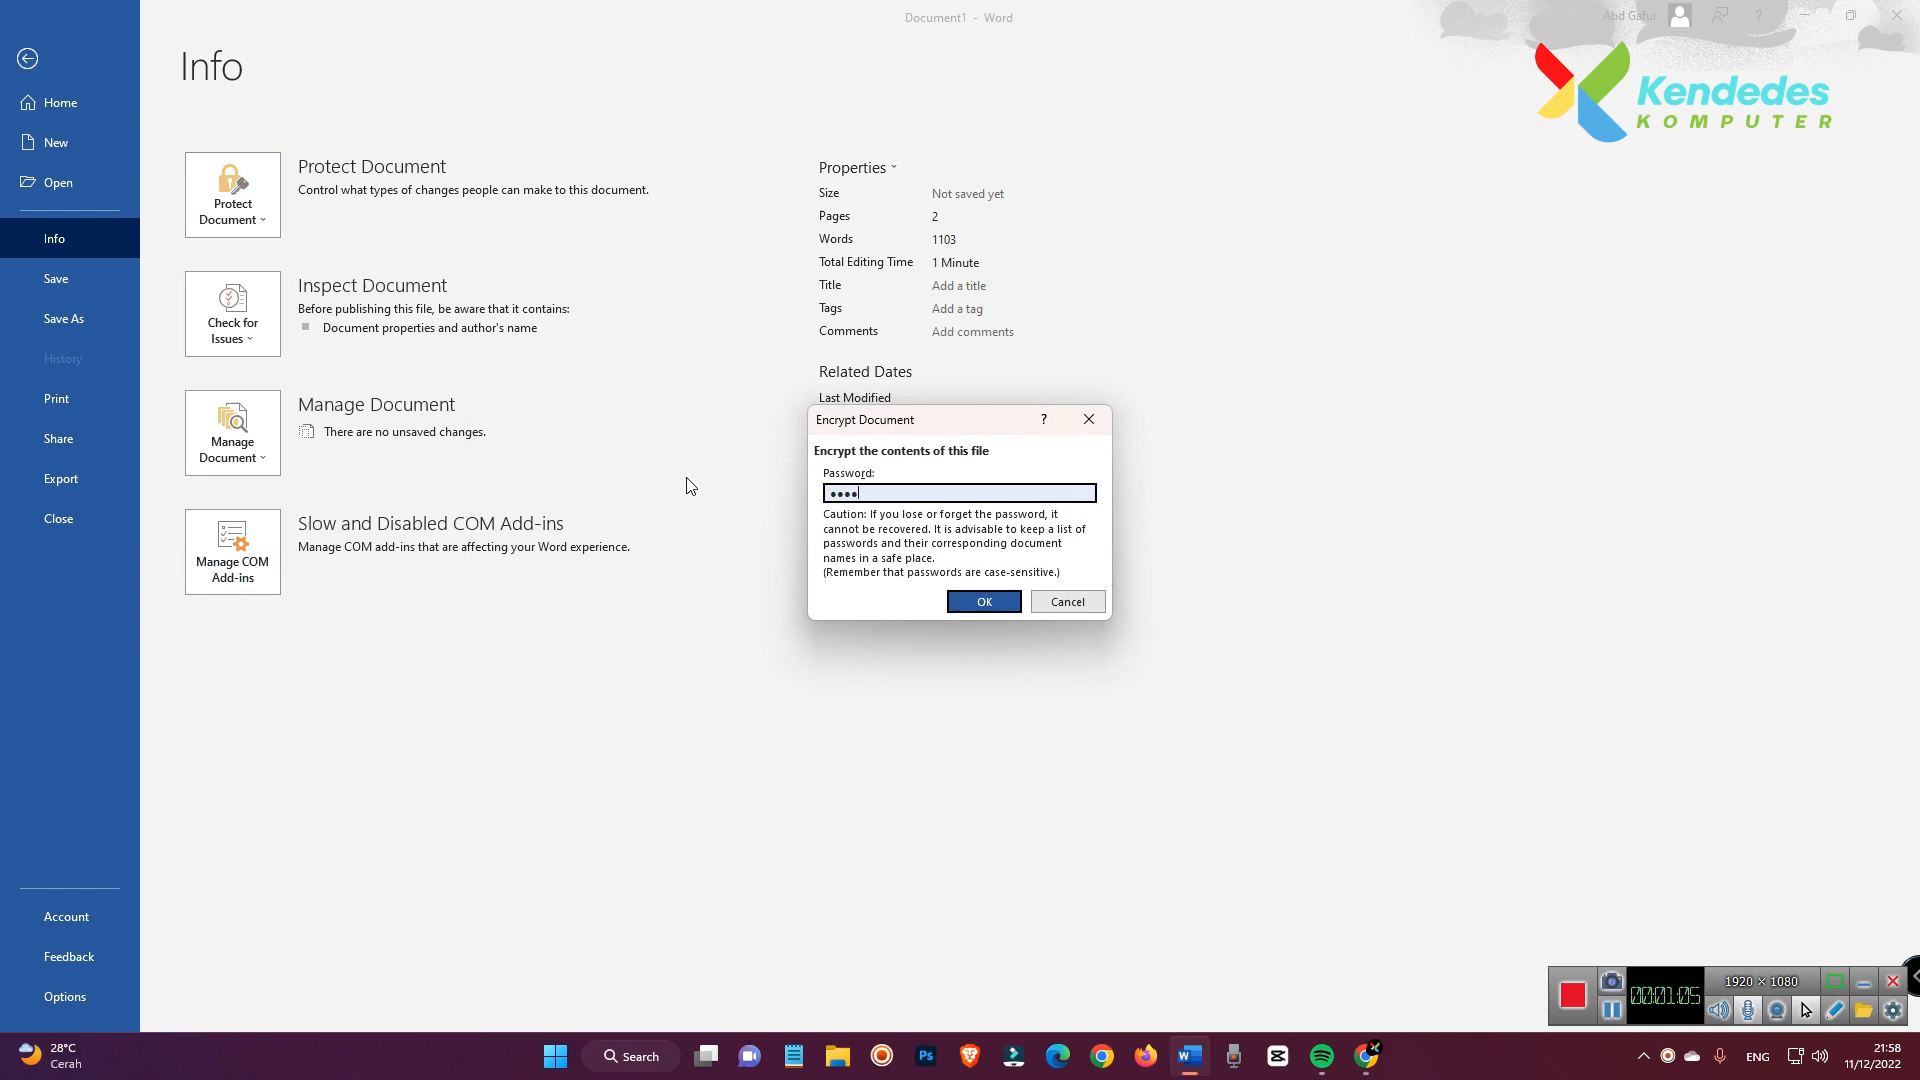 Document1 - Word
Abd Gafur
Kendedes
KOMPUTER
Info
Home
New
Open
Info
Save
Save As
History
Print
Share
Export
Close
Account
Feedback
Options
Protect Document
Protect Document
Control what types of changes people can make to this document.
Check for Issues
Inspect Document
Before publishing this file, be aware that it contains:
Document properties and author's name
Manage Document
Manage Document
There are no unsaved changes.
Manage COM Add-ins
Slow and Disabled COM Add-ins
Manage COM add-ins that are affecting your Word experience.
Properties
Size Not saved yet
Pages 2
Words 1103
Total Editing Time 1 Minute
Title Add a title
Tags Add a tag
Comments Add comments
Related Dates
Last Modified
Encrypt Document ?
Encrypt the contents of this file
Password:
Caution: If you lose or forget the password, it
cannot be recovered. It is advisable to keep a list of
passwords and their corresponding document
names in a safe place.
(Remember that passwords are case-sensitive.)
OK Cancel
1920 × 1080
00:01:05
28°C
Cerah
Search
Ps
ENG
21:58
11/12/2022